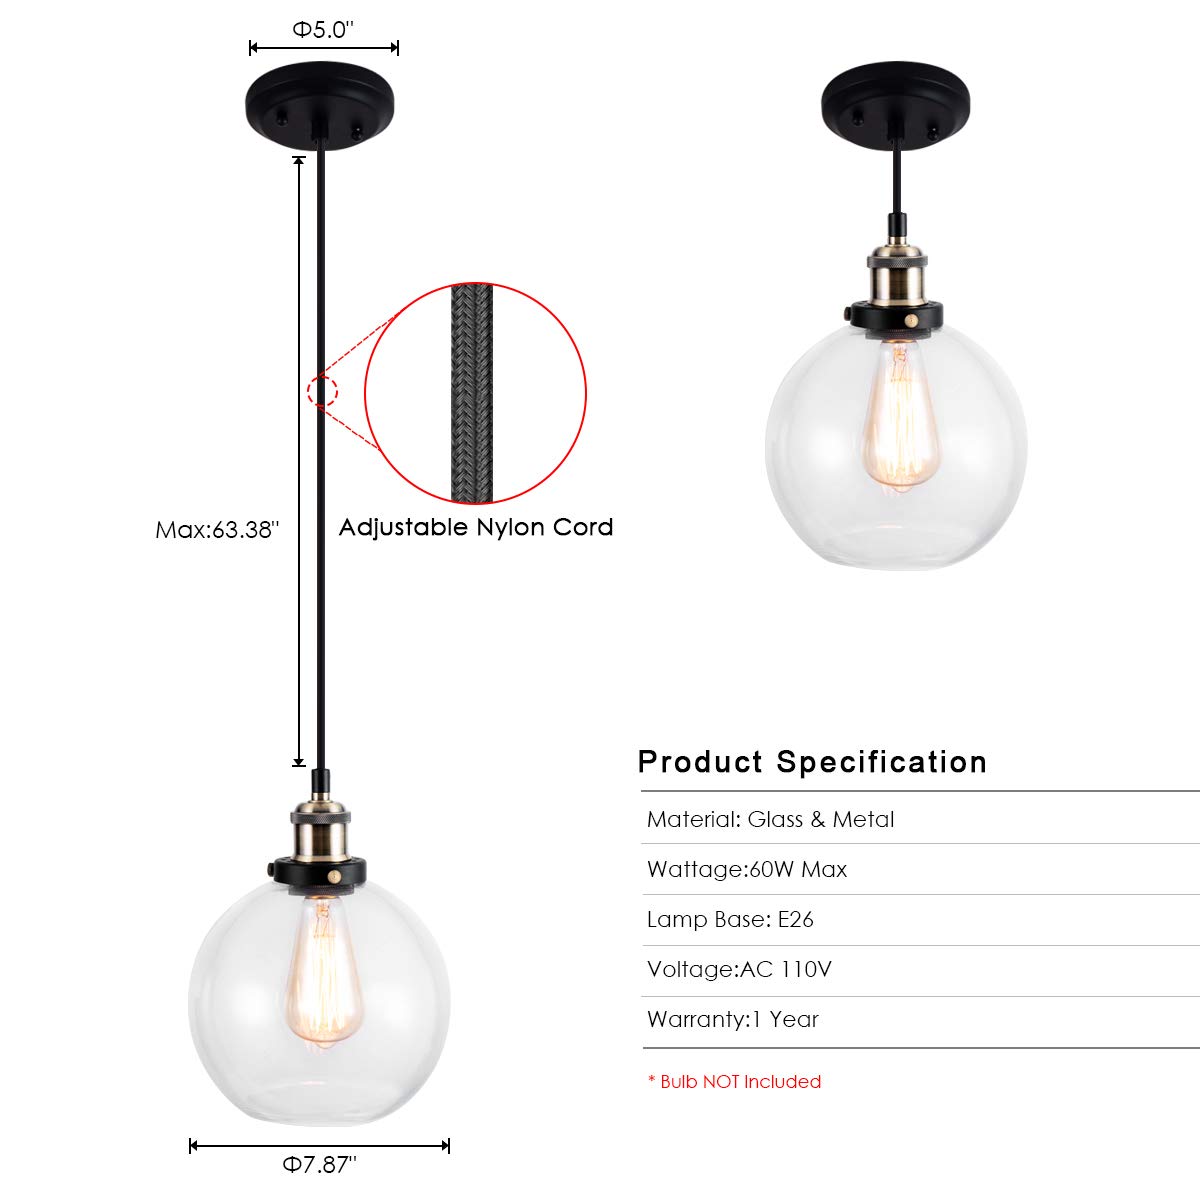 Φ5.0"
Max:63.38"
Adjustable Nylon Cord
Φ7.87"
Product Specification
Material: Glass & Metal
Wattage:60W Max
Lamp Base: E26
Voltage:AC 110V
Warranty:1 Year
* Bulb NOT Included